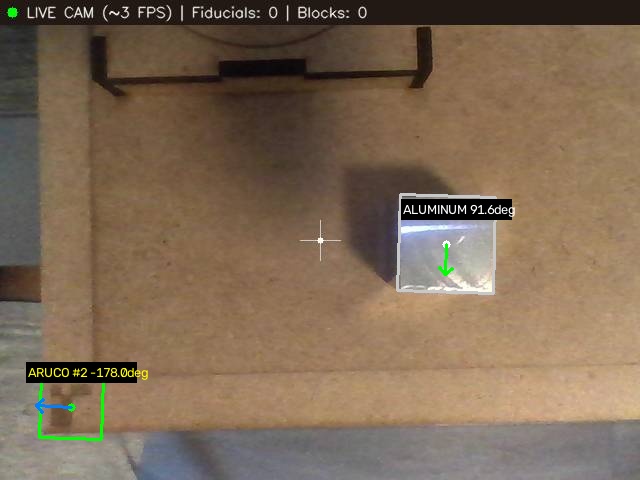 LIVE CAM (~3 FPS) | Fiducials: 0 | Blocks: 0
ALUMINUM 91.6deg
ARUCO #2 -178.0deg